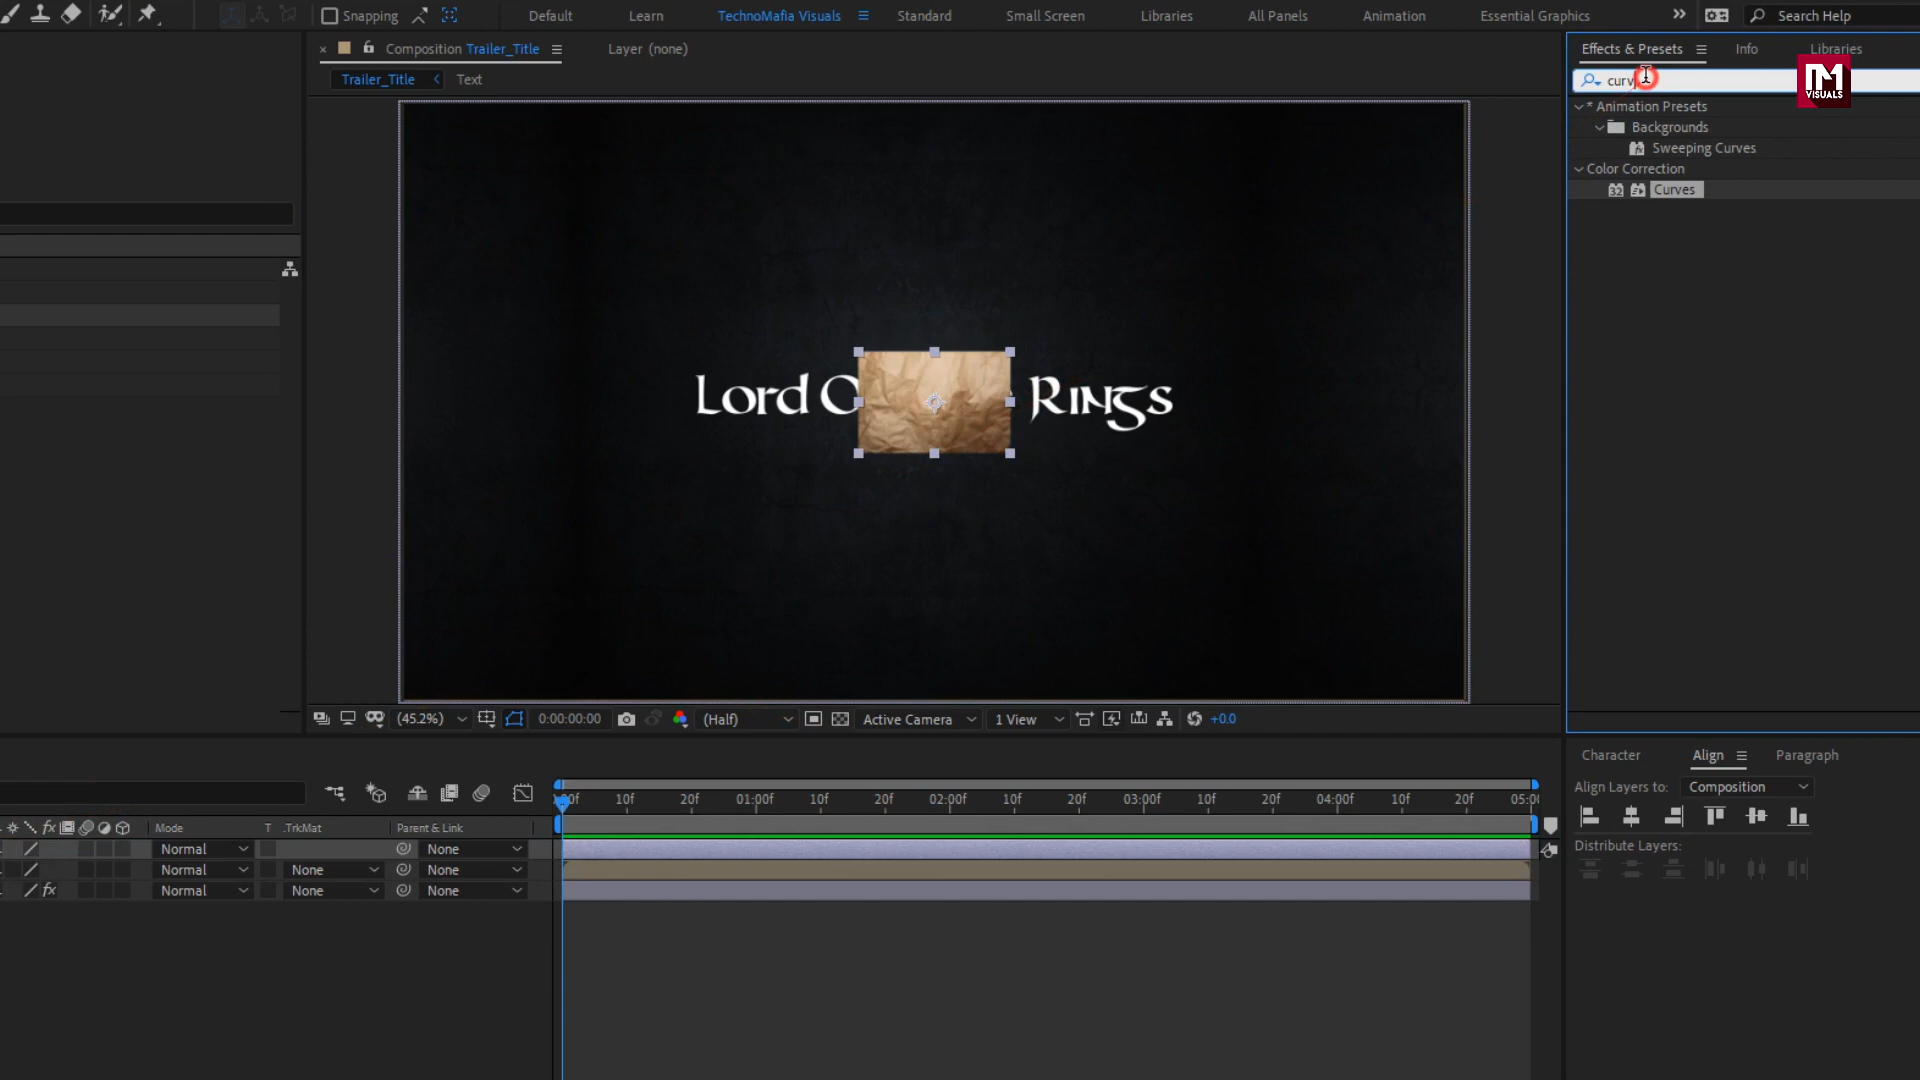 Snapping
Default
Learn
TechnoMafia Visuals
Standard
Small Screen
Libraries
All Panels
Animation
Essential Graphics
Search Help
Composition Trailer_Title
Layer (none)
Trailer_Title
Text
Effects & Presets
Info
Libraries
curv
VISUALS
* Animation Presets
Backgrounds
Sweeping Curves
Color Correction
32 Curves
Lord O
Rings
(45.2%)
0:00:00:00
(Half)
Active Camera
1 View
+0.0
Character
Align
Paragraph
Align Layers to:
Composition
Distribute Layers:
10f
20f
01:00f
10f
20f
02:00f
10f
20f
03:00f
10f
20f
04:00f
10f
20f
fx
Mode
T
.TrkMat
Parent & Link
Normal
None
Normal
None
None
fx
Normal
None
None